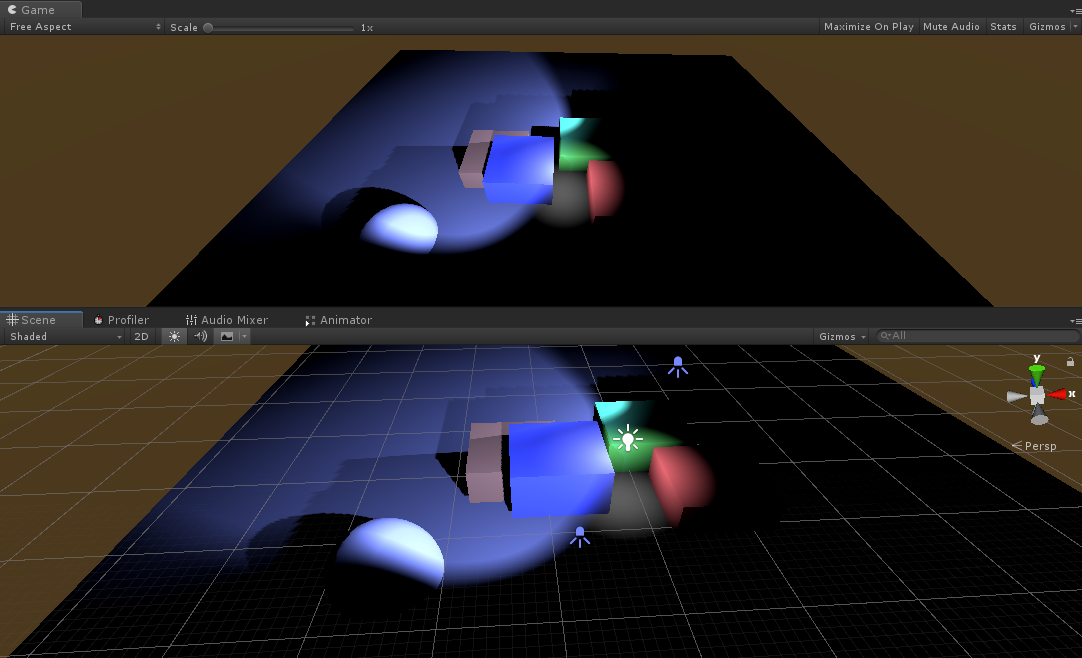 Game
Free Aspect Scale 1x Maximize On Play Mute Audio Stats Gizmos
Scene Profiler Audio Mixer Animator
Shaded 2D Gizmos All
y
x
Persp